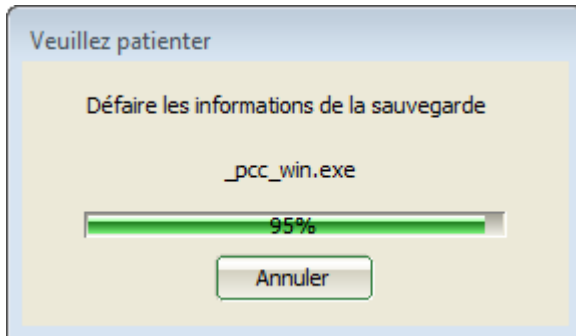 Veuillez patienter
Défaire les informations de la sauvegarde
_pcc_win.exe
95%
Annuler